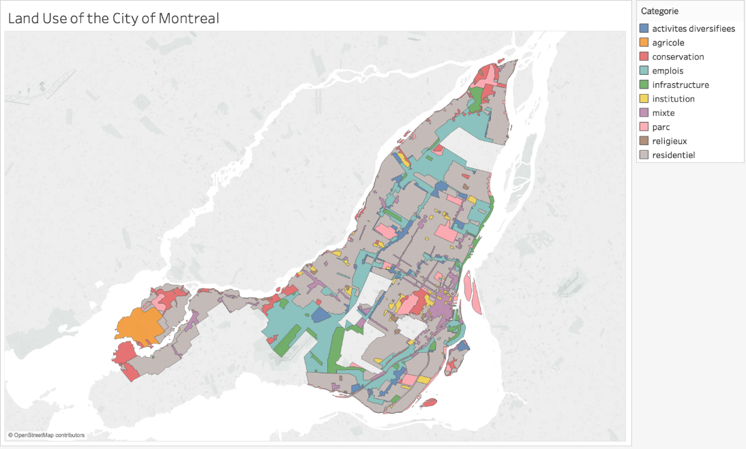 Land Use of the City of Montreal
Categorie
activites diversifiees
agricole
conservation
emplois
infrastructure
institution
mixte
parc
religieux
residentiel
© OpenStreetMap contributors